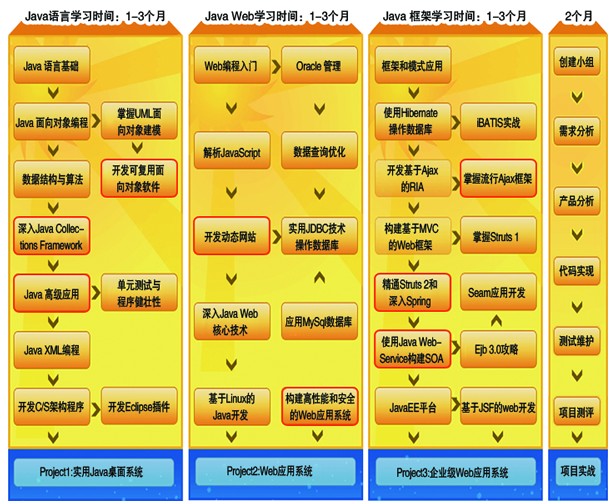 Java语言学习时间：1-3个月
Java 语言基础
Java 面向对象编程
掌握UML面
向对象建模
数据结构与算法
开发可复用面
向对象软件
深入Java Collec-
tions Framework
Java 高级应用
单元测试与
程序健壮性
Java XML编程
开发C/S架构程序
开发Eclipse插件
Project1:实用Java桌面系统
Java Web学习时间：1-3个月
Web编程入门
Oracle 管理
解析JavaScript
数据查询优化
开发动态网站
实用JDBC技术
操作数据库
深入Java Web
核心技术
应用MySql数据库
基于Linux的
Java开发
构建高性能和安全
的Web应用系统
Project2:Web应用系统
Java 框架学习时间：1-3个月
框架和模式应用
使用Hibernate
操作数据库
iBATIS实战
开发基于Ajax
的RIA
掌握流行Ajax框架
构建基于MVC
的Web框架
掌握Struts 1
精通Struts 2和
深入Spring
Seam应用开发
使用Java Web-
Service构建SOA
Ejb 3.0攻略
JavaEE平台
基于JSF的web开发
Project3:企业级Web应用系统
2个月
创建小组
需求分析
产品分析
代码实现
测试维护
项目测评
项目实战